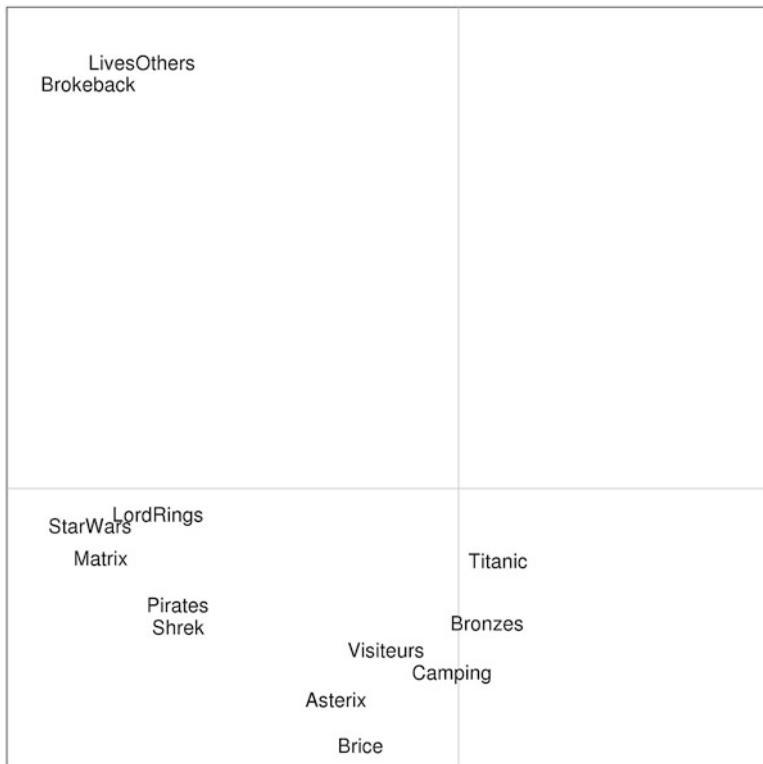 LivesOthers
Brokeback
LordRings
StarWars
Matrix
Titanic
Pirates
Bronzes
Shrek
Visiteurs
Camping
Asterix
Brice